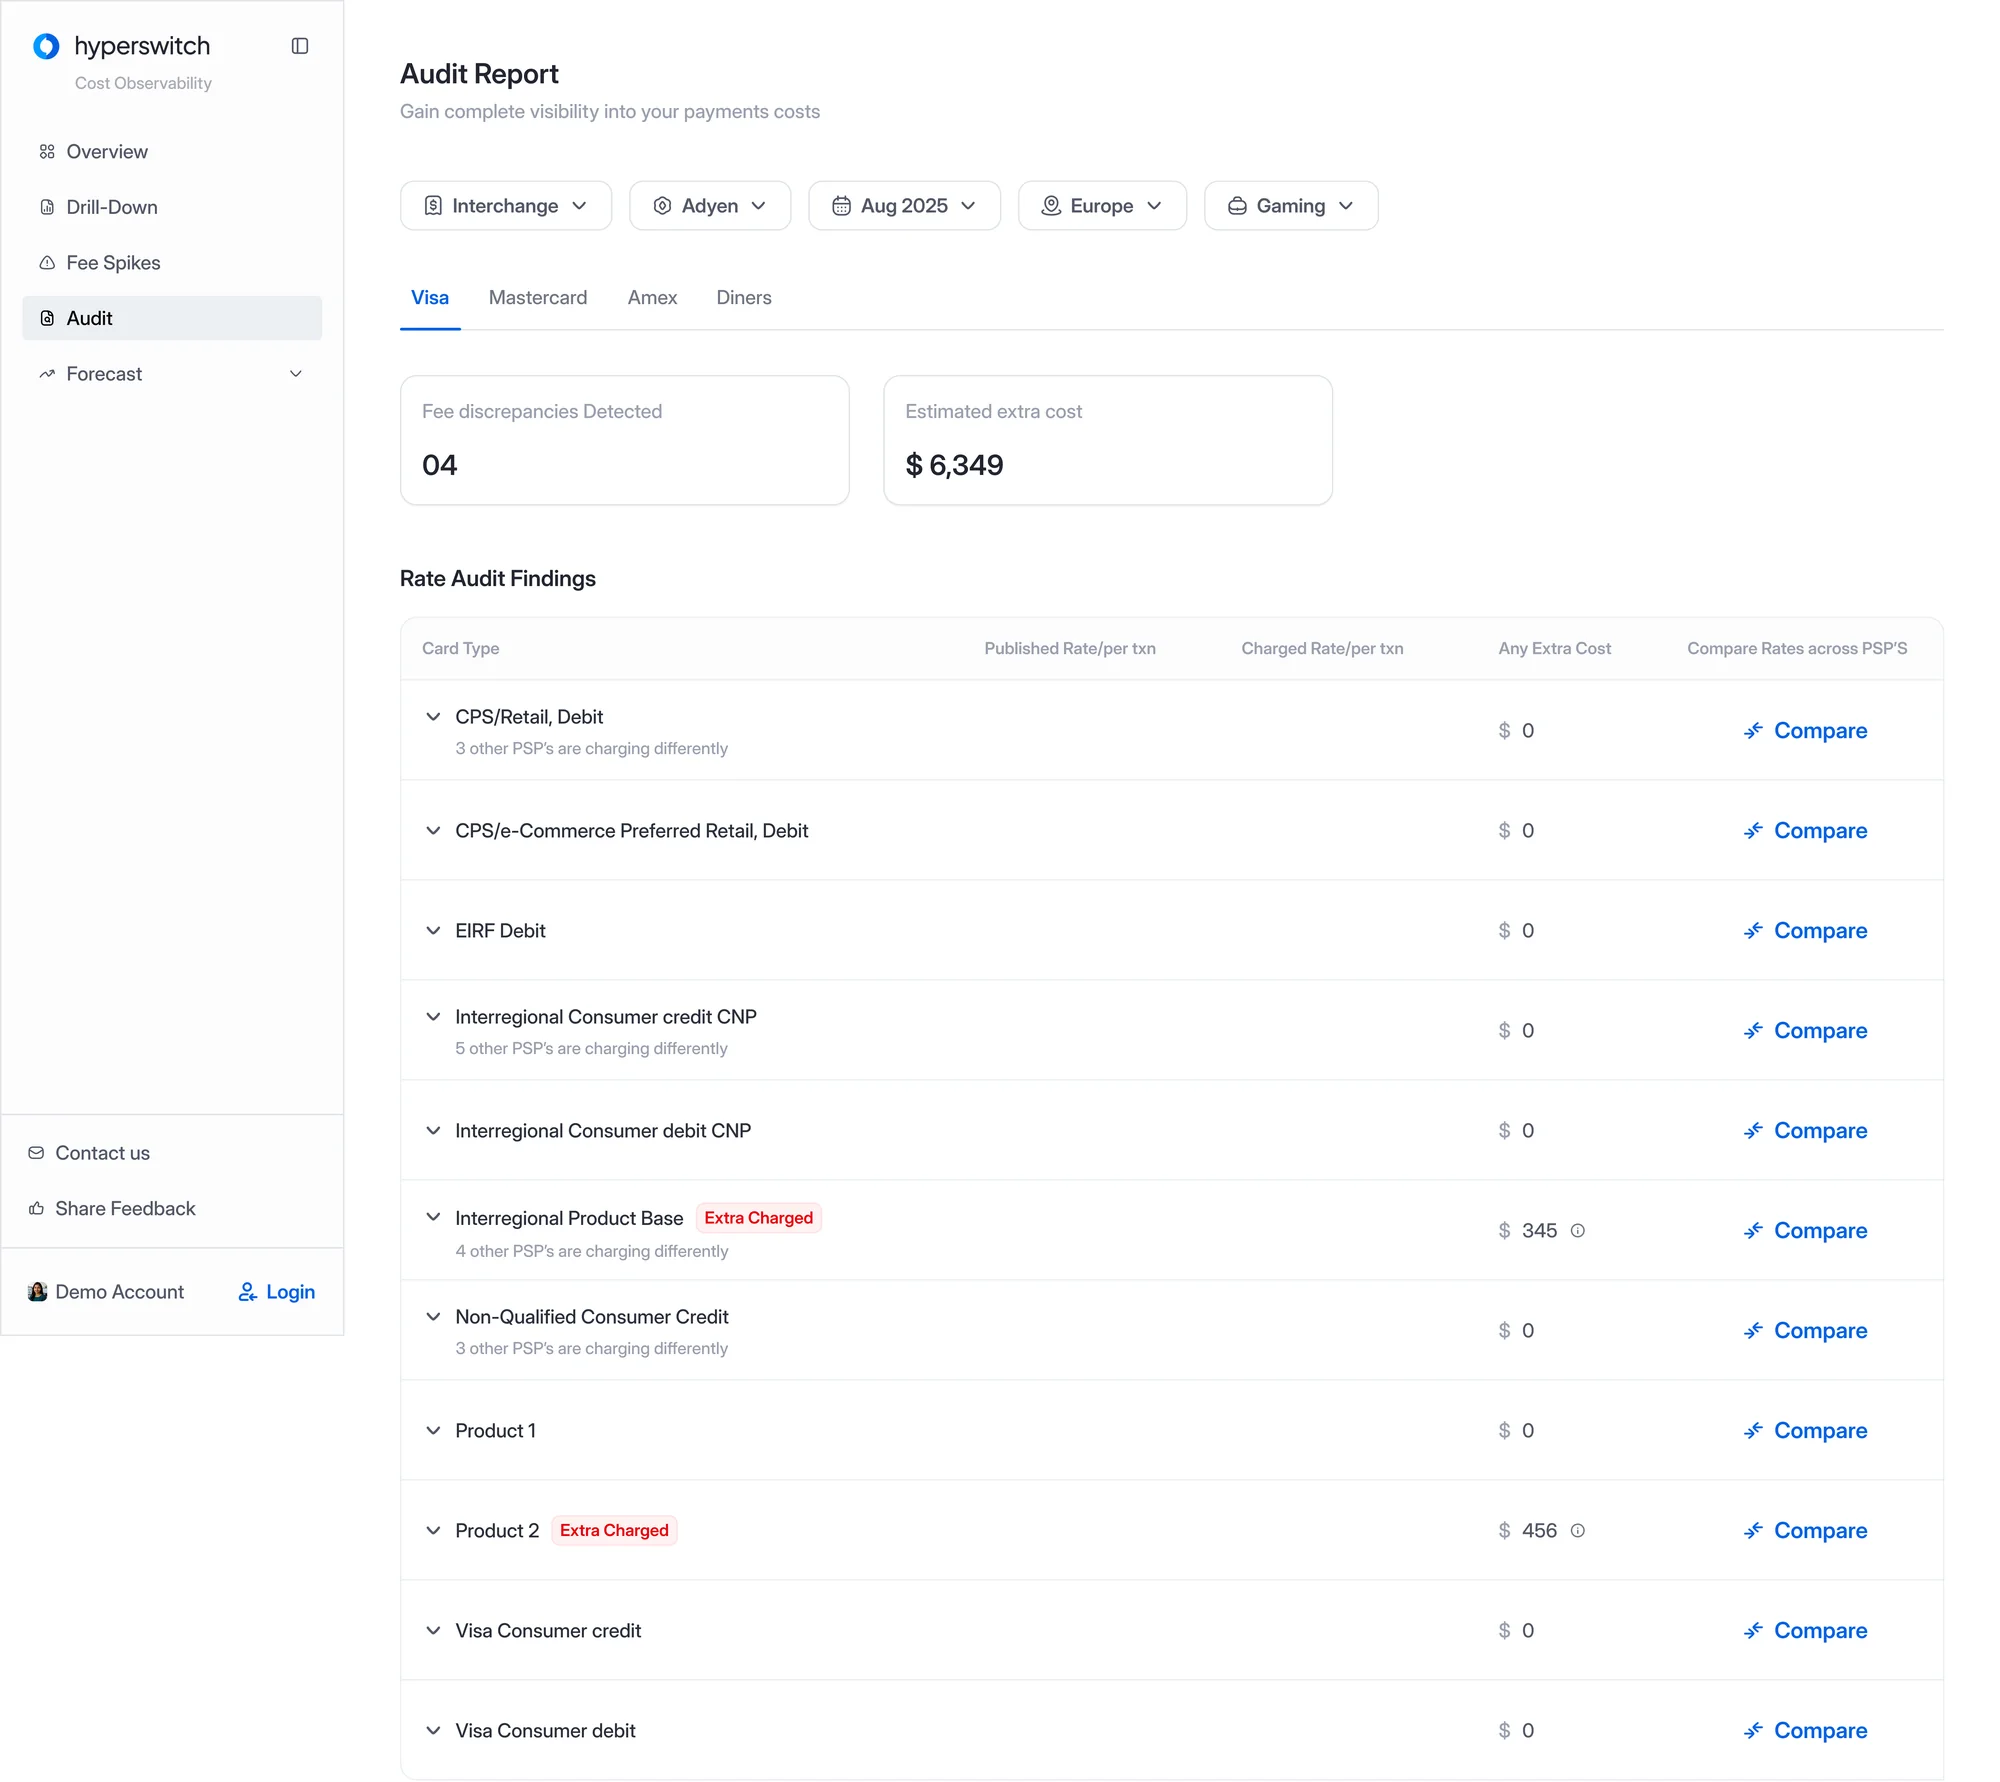 hyperswitch
Cost Observability
Overview
Drill-Down
Fee Spikes
Audit
Forecast
Contact us
Share Feedback
Demo Account
Login
Audit Report
Gain complete visibility into your payments costs
Interchange
Adyen
Aug 2025
Europe
Gaming
Visa
Mastercard
Amex
Diners
Fee discrepancies Detected
04
Estimated extra cost
$ 6,349
Rate Audit Findings
Card Type Published Rate/per txn Charged Rate/per txn Any Extra Cost Compare Rates across PSP'S
CPS/Retail, Debit
3 other PSP's are charging differently
$ 0 Compare
CPS/e-Commerce Preferred Retail, Debit $ 0 Compare
EIRF Debit $ 0 Compare
Interregional Consumer credit CNP
5 other PSP's are charging differently
$ 0 Compare
Interregional Consumer debit CNP $ 0 Compare
Interregional Product Base Extra Charged
4 other PSP's are charging differently
$ 345 Compare
Non-Qualified Consumer Credit
3 other PSP's are charging differently
$ 0 Compare
Product 1 $ 0 Compare
Product 2 Extra Charged $ 456 Compare
Visa Consumer credit $ 0 Compare
Visa Consumer debit $ 0 Compare